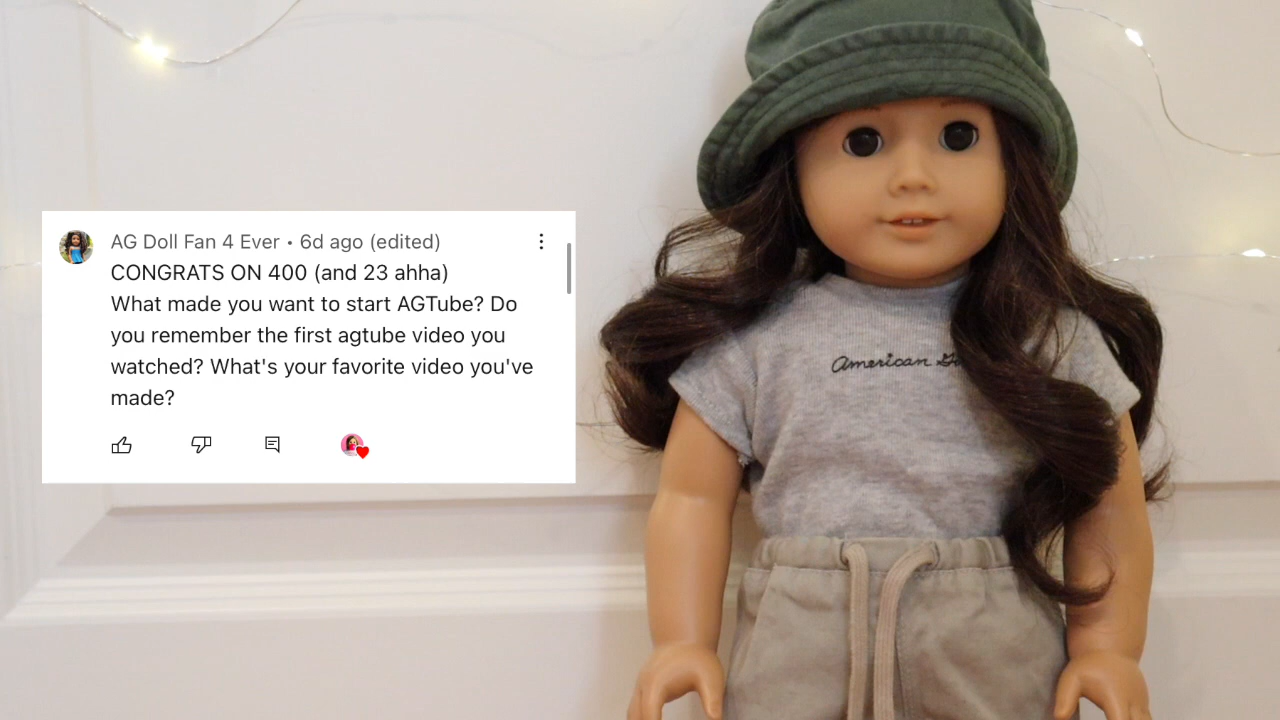 AG Doll Fan 4 Ever • 6d ago (edited)
CONGRATS ON 400 (and 23 ahha)
What made you want to start AGTube? Do
you remember the first agtube video you
watched? What's your favorite video you've
made?
American